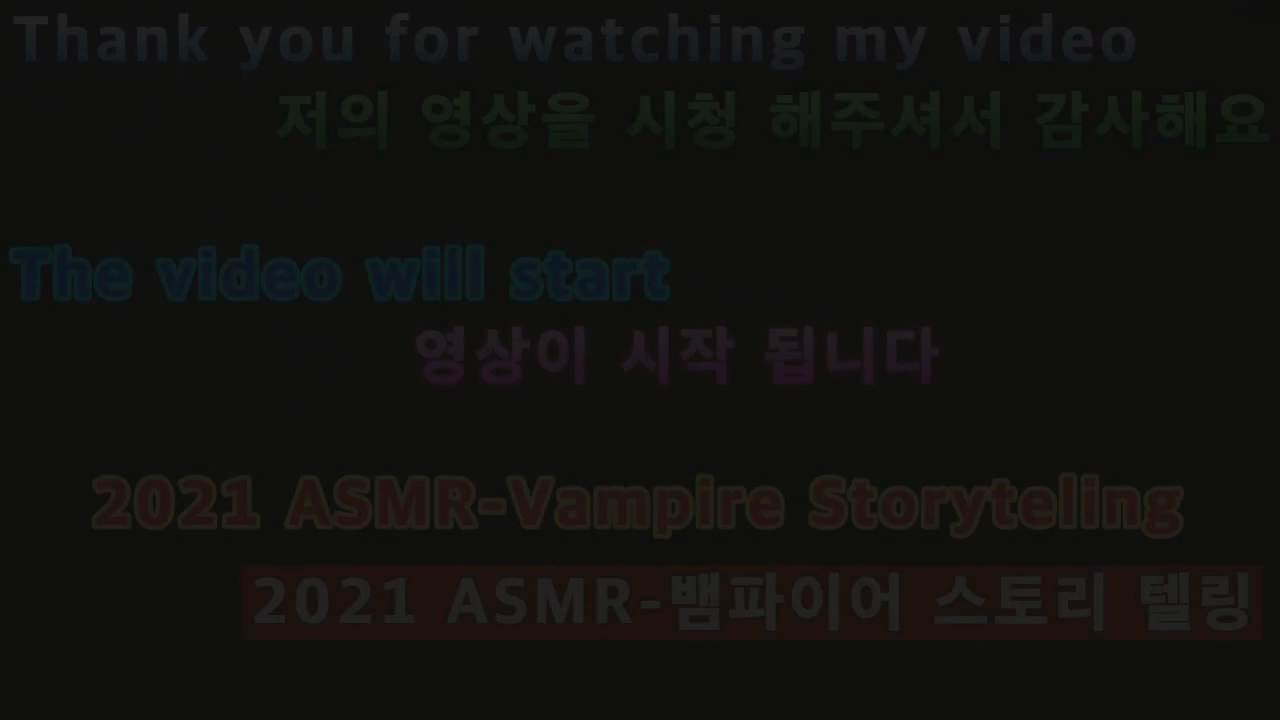 Thank you for watching my video
저의 영상을 시청 해주셔서 감사해요
The video will start
영상이 시작 됩니다
2021 ASMR-Vampire Storyteling
2021 ASMR-뱀파이어 스토리 텔링